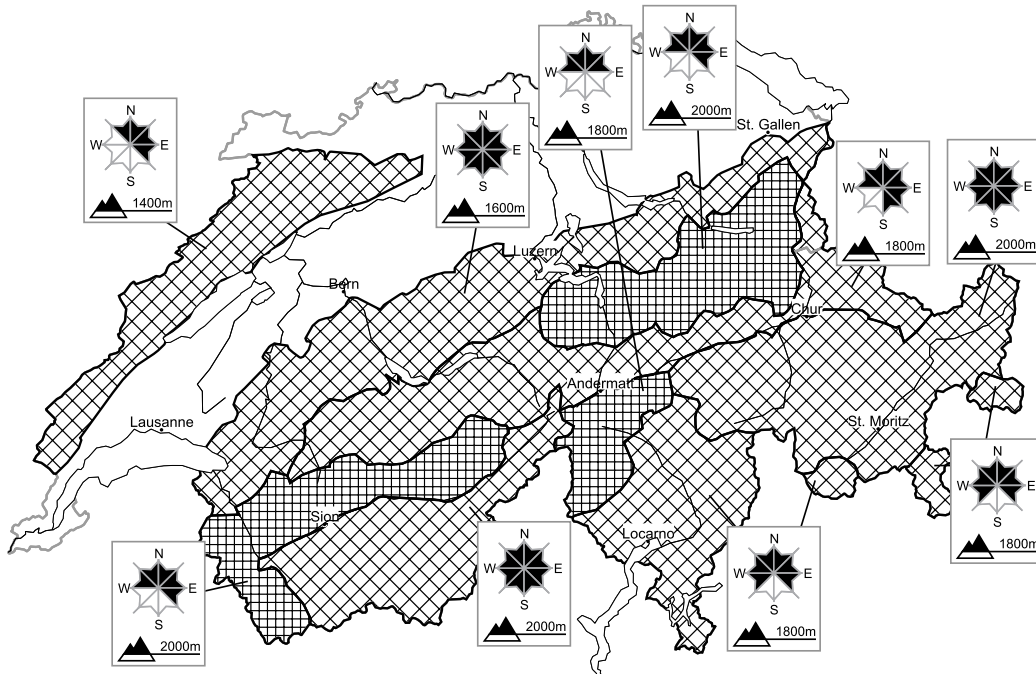 N
W E
S
2000m
N
W E
S
1800m
St. Gallen
N
W E
S
1400m
N
W E
S
1600m
N
W E
S
1800m
N
W E
S
2000m
Luzern
Bern
Chur
Andermatt
Lausanne
St. Moritz
Sion
Locarno
N
W E
S
1800m
N
W E
S
2000m
N
W E
S
1800m
N
W E
S
2000m